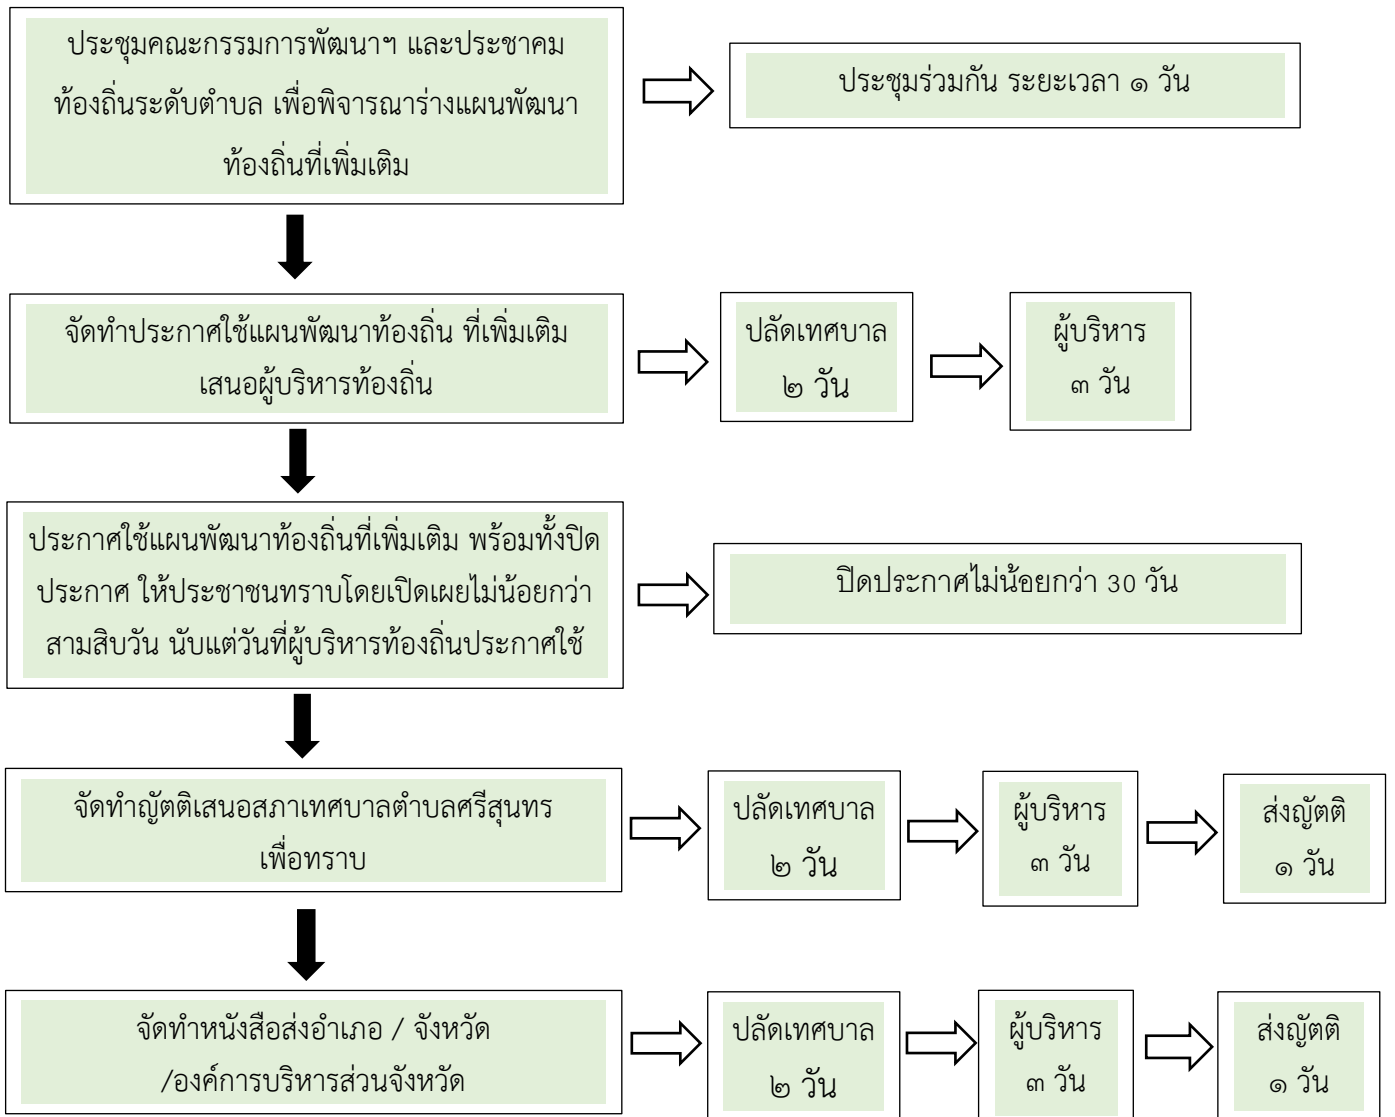 ประชุมคณะกรรมการพัฒนาฯ และประชาคม
ท้องถิ่นระดับตำบล เพื่อพิจารณาร่างแผนพัฒนา
ท้องถิ่นที่เพิ่มเติม
ประชุมร่วมกัน ระยะเวลา ๑ วัน
จัดทำประกาศใช้แผนพัฒนาท้องถิ่น ที่เพิ่มเติม
เสนอผู้บริหารท้องถิ่น
ปลัดเทศบาล
๒ วัน
ผู้บริหาร
๓ วัน
ประกาศใช้แผนพัฒนาท้องถิ่นที่เพิ่มเติม พร้อมทั้งปิด
ประกาศ ให้ประชาชนทราบโดยเปิดเผยไม่น้อยกว่า
สามสิบวัน นับแต่วันที่ผู้บริหารท้องถิ่นประกาศใช้
ปิดประกาศไม่น้อยกว่า 30 วัน
จัดทำญัตติเสนอสภาเทศบาลตำบลศรีสุนทร
เพื่อทราบ
ปลัดเทศบาล
๒ วัน
ผู้บริหาร
๓ วัน
ส่งญัตติ
๑ วัน
จัดทำหนังสือส่งอำเภอ / จังหวัด
/องค์การบริหารส่วนจังหวัด
ปลัดเทศบาล
๒ วัน
ผู้บริหาร
๓ วัน
ส่งญัตติ
๑ วัน